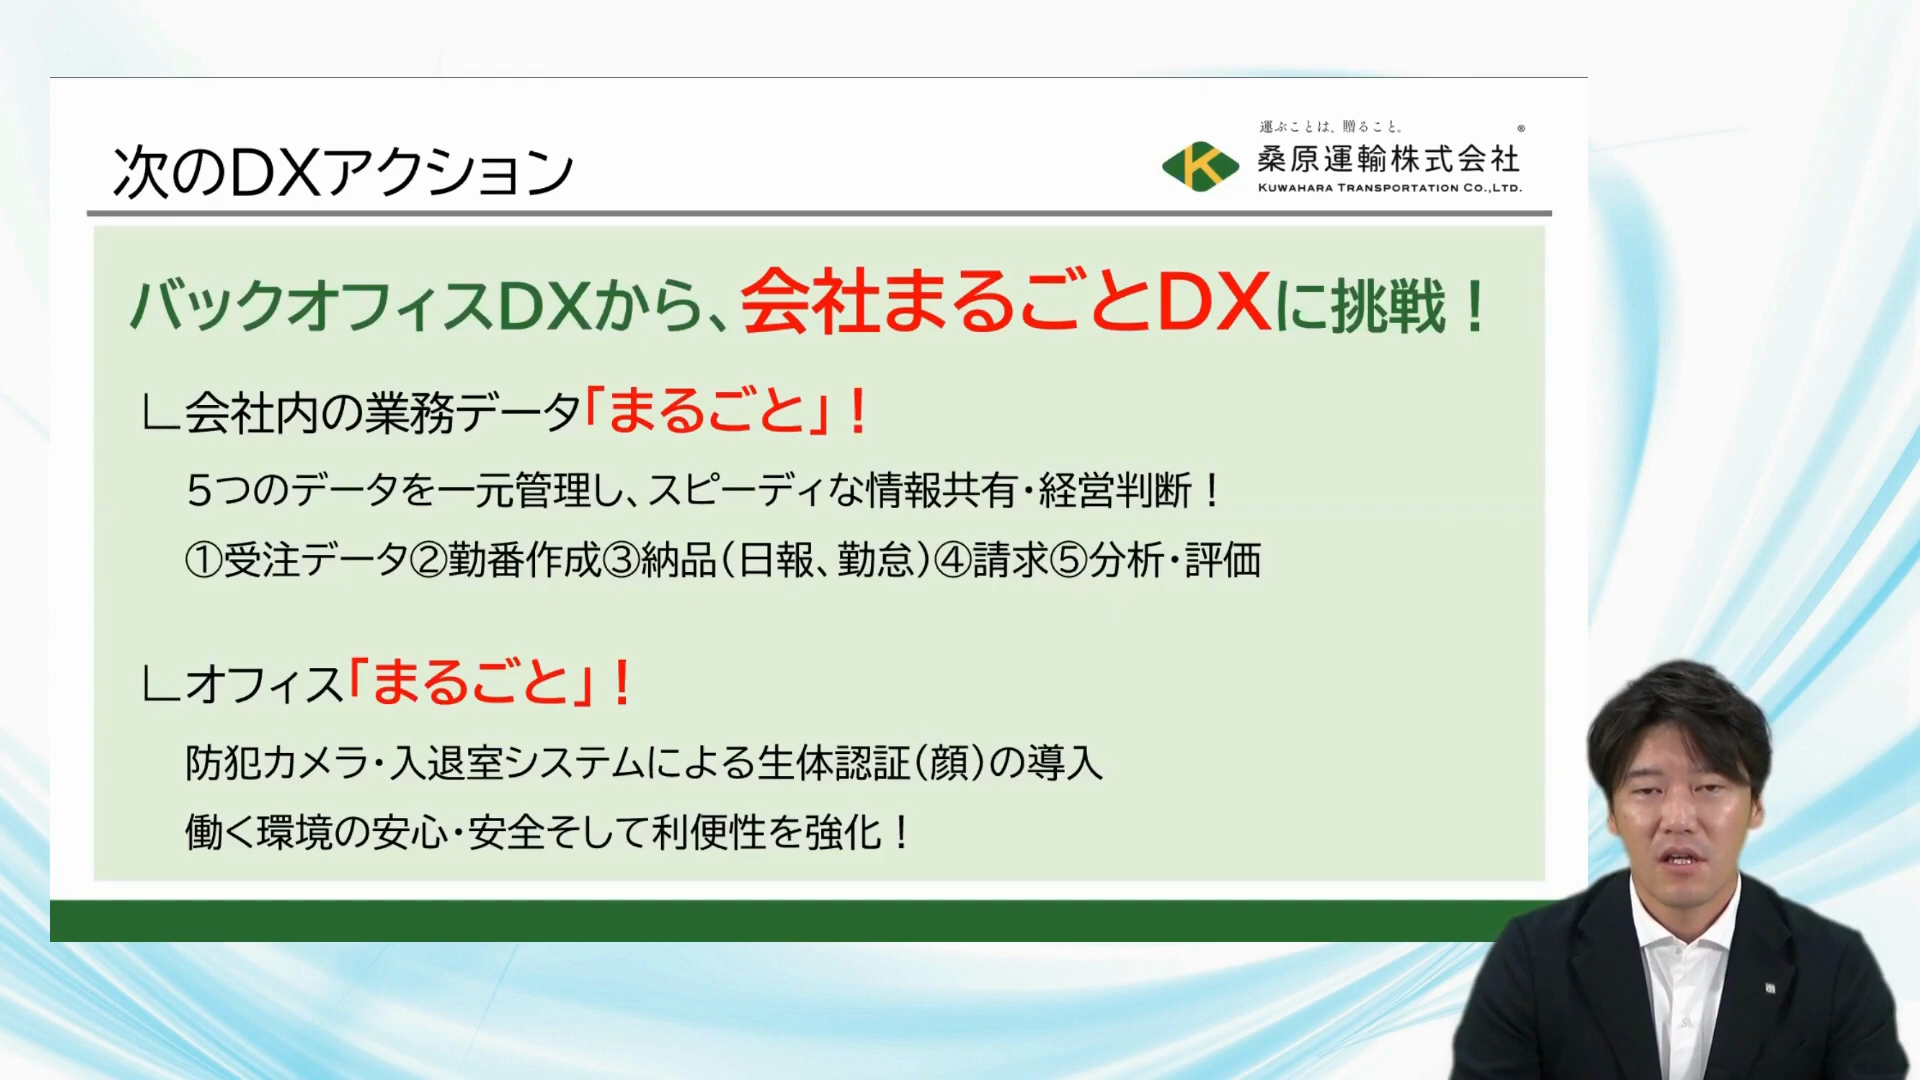 運ぶことは、贈ること。
®
桑原運輸株式会社
KUWAHARA TRANSPORTATION CO.,LTD.
次のDXアクション
バックオフィスDXから、会社まるごとDXに挑戦！
∟会社内の業務データ「まるごと」！
5つのデータを一元管理し、スピーディな情報共有・経営判断！
①受注データ②勤番作成③納品（日報、勤怠）④請求⑤分析・評価
∟オフィス「まるごと」！
防犯カメラ・入退室システムによる生体認証（顔）の導入
働く環境の安心・安全そして利便性を強化！